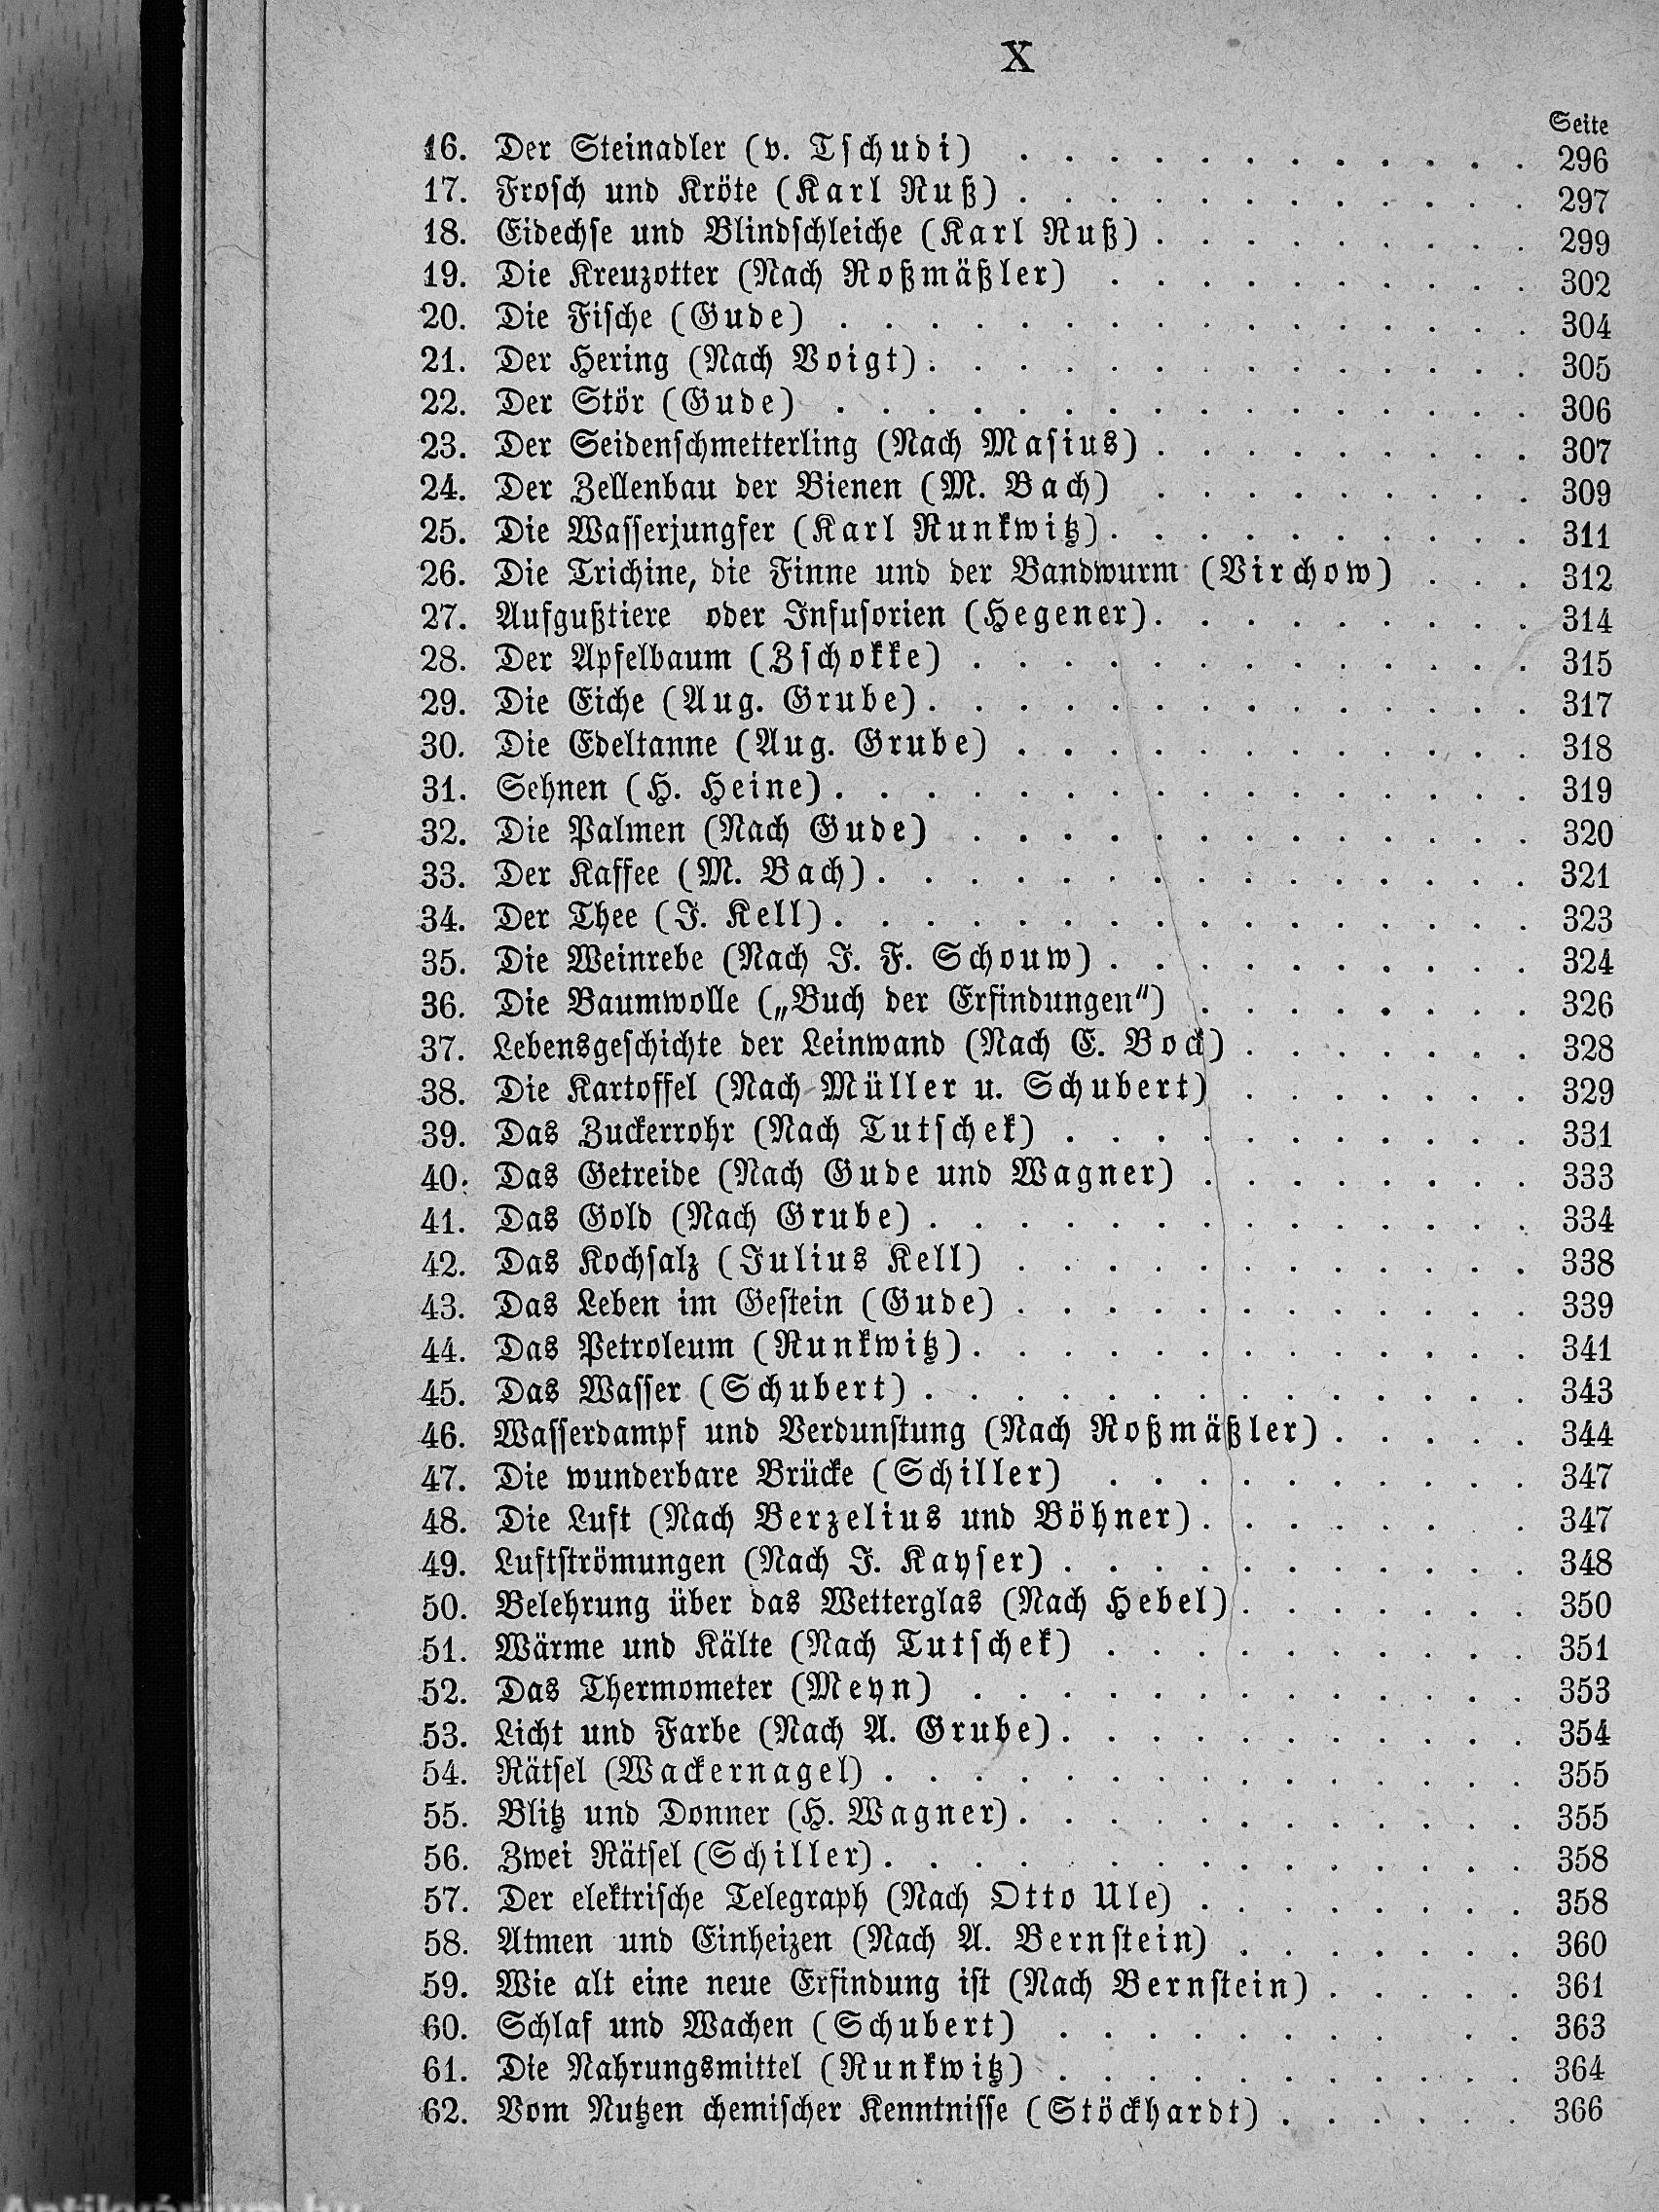 X
Seite
16. Der Steinadler (v. Tschudi) . . . . . . . . . . . . 296
17. Frosch und Kröte (Karl Ruß) . . . . . . . . . . . . 297
18. Eidechse und Blindschleiche (Karl Ruß) . . . . . . . . . 299
19. Die Kreuzotter (Nach Roßmäßler) . . . . . . . . . . 302
20. Die Fische (Gude) . . . . . . . . . . . . . . . . 304
21. Der Hering (Nach Voigt) . . . . . . . . . . . . . . 305
22. Der Stör (Gude) . . . . . . . . . . . . . . . . 306
23. Der Seidenschmetterling (Nach Masius) . . . . . . . . . 307
24. Der Zellenbau der Bienen (M. Bach) . . . . . . . . . 309
25. Die Wasserjungfer (Karl Runkwitz) . . . . . . . . . . 311
26. Die Trichine, die Finne und der Bandwurm (Virchow) . . . 312
27. Aufgußtiere oder Infusorien (Hegener) . . . . . . . . . 314
28. Der Apfelbaum (Zschokke) . . . . . . . . . . . . . 315
29. Die Eiche (Aug. Grube) . . . . . . . . . . . . . . 317
30. Die Edeltanne (Aug. Grube) . . . . . . . . . . . . 318
31. Sehnen (H. Heine) . . . . . . . . . . . . . . . . 319
32. Die Palmen (Nach Gude) . . . . . . . . . . . . . 320
33. Der Kaffee (M. Bach) . . . . . . . . . . . . . . . 321
34. Der Thee (J. Kell) . . . . . . . . . . . . . . . . 323
35. Die Weinrebe (Nach J. F. Schouw) . . . . . . . . . . 324
36. Die Baumwolle („Buch der Erfindungen“) . . . . . . . . 326
37. Lebensgeschichte der Leinwand (Nach E. Bock) . . . . . . . 328
38. Die Kartoffel (Nach Müller u. Schubert) . . . . . . . 329
39. Das Zuckerrohr (Nach Tutschek) . . . . . . . . . . . 331
40. Das Getreide (Nach Gude und Wagner) . . . . . . . . 333
41. Das Gold (Nach Grube) . . . . . . . . . . . . . . 334
42. Das Kochsalz (Julius Kell) . . . . . . . . . . . . 338
43. Das Leben im Gestein (Gude) . . . . . . . . . . . . 339
44. Das Petroleum (Runkwitz) . . . . . . . . . . . . . 341
45. Das Wasser (Schubert) . . . . . . . . . . . . . . 343
46. Wasserdampf und Verdunstung (Nach Roßmäßler) . . . . . 344
47. Die wunderbare Brücke (Schiller) . . . . . . . . . . 347
48. Die Luft (Nach Berzelius und Böhner) . . . . . . . . 347
49. Luftströmungen (Nach J. Kayser) . . . . . . . . . . . 348
50. Belehrung über das Wetterglas (Nach Hebel) . . . . . . . 350
51. Wärme und Kälte (Nach Tutschek) . . . . . . . . . . 351
52. Das Thermometer (Meyn) . . . . . . . . . . . . . 353
53. Licht und Farbe (Nach A. Grube) . . . . . . . . . . . 354
54. Rätsel (Wackernagel) . . . . . . . . . . . . . . . 355
55. Blitz und Donner (H. Wagner) . . . . . . . . . . . . 355
56. Zwei Rätsel (Schiller) . . . . . . . . . . . . . . 358
57. Der elektrische Telegraph (Nach Otto Ule) . . . . . . . . 358
58. Atmen und Einheizen (Nach A. Bernstein) . . . . . . . 360
59. Wie alt eine neue Erfindung ist (Nach Bernstein) . . . . . 361
60. Schlaf und Wachen (Schubert) . . . . . . . . . . . 363
61. Die Nahrungsmittel (Runkwitz) . . . . . . . . . . . 364
62. Vom Nutzen chemischer Kenntnisse (Stöckhardt) . . . . . . 366
Antikvárium.hu